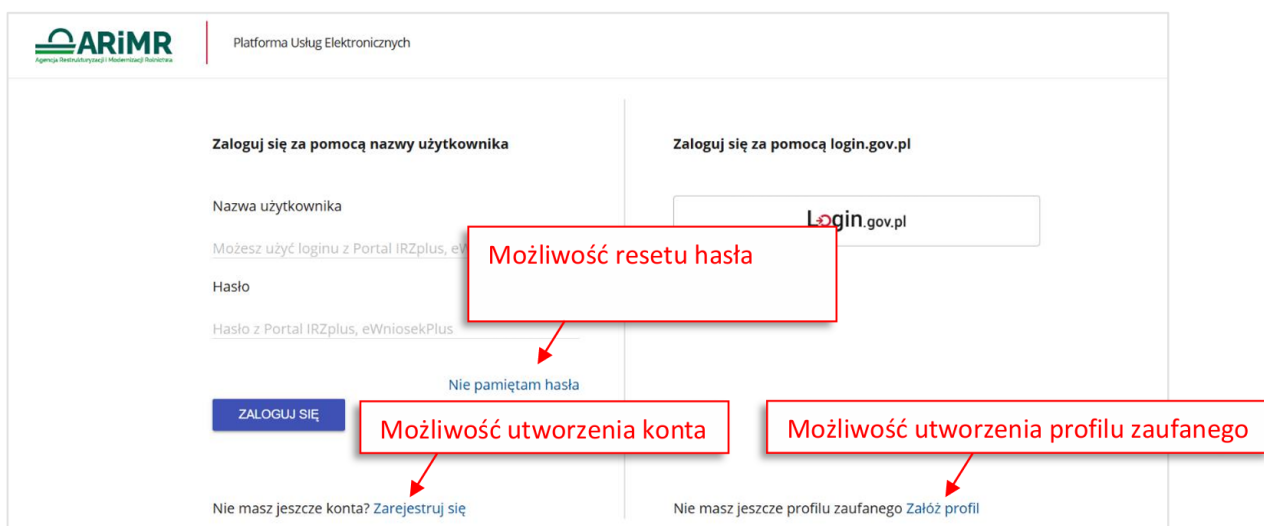 ARiMR
Agencja Restrukturyzacji i Modernizacji Rolnictwa
Platforma Usług Elektronicznych
Zaloguj się za pomocą nazwy użytkownika
Nazwa użytkownika
Możesz użyć loginu z Portal IRZplus,
Hasło
Hasło z Portal IRZplus, eWniosekPlus
Nie pamiętam hasła
ZALOGUJ SIĘ
Nie masz jeszcze konta? Zarejestruj się
Zaloguj się za pomocą login.gov.pl
Login.gov.pl
Nie masz jeszcze profilu zaufanego Załóż profil
Możliwość resetu hasła
Możliwość utworzenia konta
Możliwość utworzenia profilu zaufanego